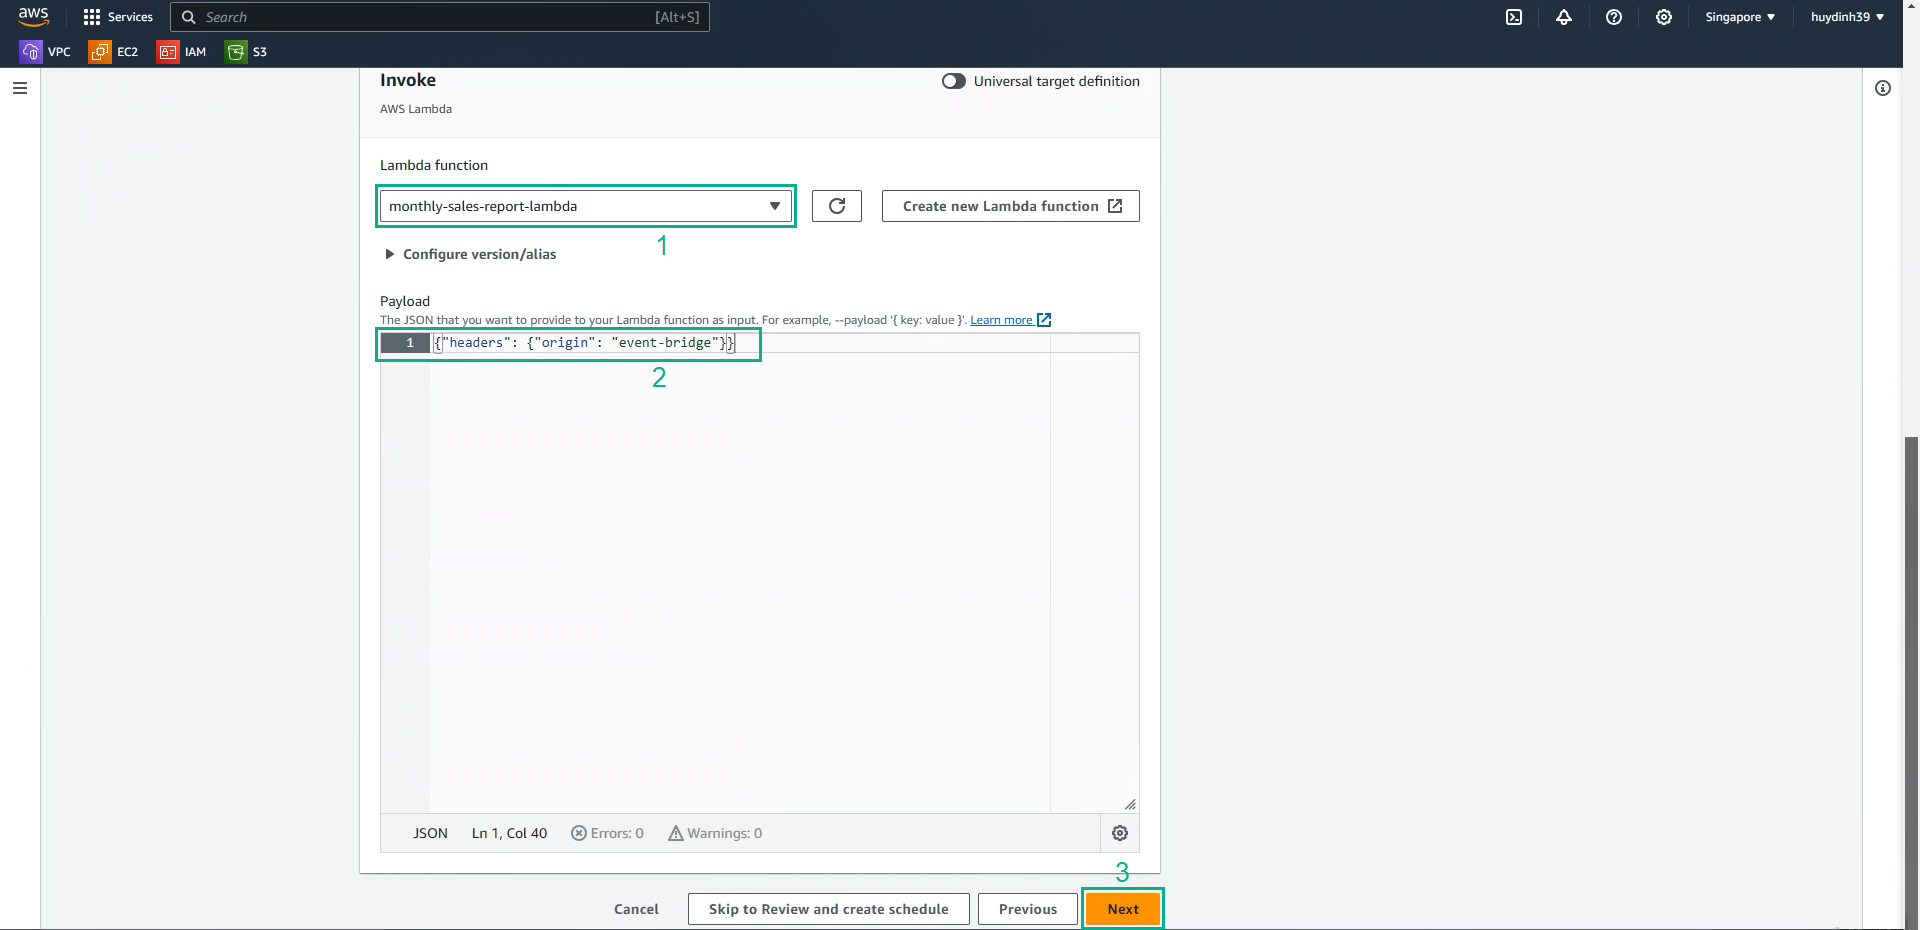 aws Services Search [Alt+S] Singapore huydinh39
VPC EC2 IAM S3
Invoke Universal target definition
AWS Lambda
Lambda function
monthly-sales-report-lambda Create new Lambda function
1
Configure version/alias
Payload
The JSON that you want to provide to your Lambda function as input. For example, --payload '{ key: value }'. Learn more
1 {"headers": {"origin": "event-bridge"}}
2
JSON Ln 1, Col 40 Errors: 0 Warnings: 0
3
Cancel Skip to Review and create schedule Previous Next